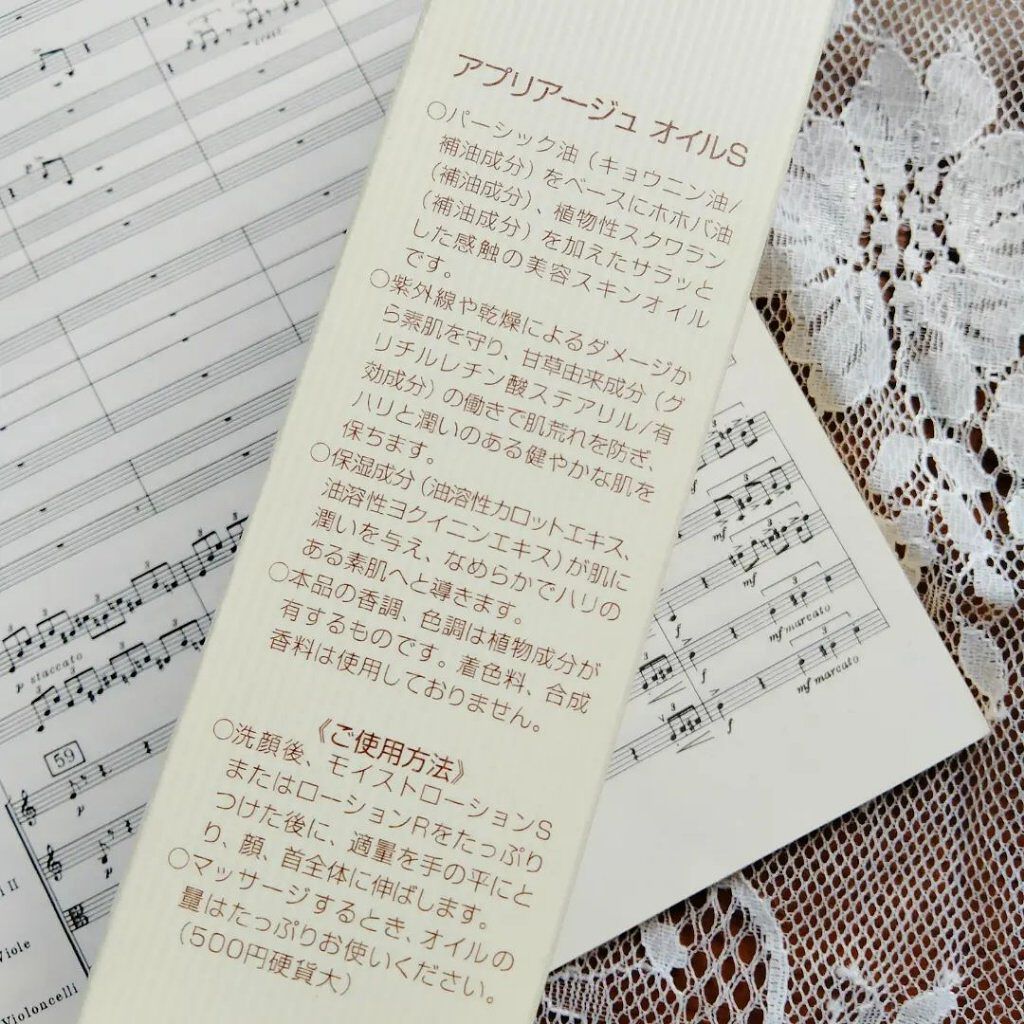 アプリアージュ オイルS
○パーシック油（キョウニン油/
補油成分）をベースにホホバ油
（補油成分）、植物性スクワラン
（補油成分）を加えたサラッと
した感触の美容スキンオイル
です。
○紫外線や乾燥によるダメージか
ら素肌を守り、甘草由来成分（グ
リチルレチン酸ステアリル/有
効成分）の働きで肌荒れを防ぎ、
ハリと潤いのある健やかな肌を
保ちます。
○保湿成分（油溶性カロットエキス、
油溶性ヨクイニンエキス）が肌に
潤いを与え、なめらかでハリの
ある素肌へと導きます。
○本品の香調、色調は植物成分が
有するものです。着色料、合成
香料は使用しておりません。
《ご使用方法》
○洗顔後、モイストローションS
またはローションRをたっぷり
つけた後に、適量を手の平にと
り、顔、首全体に伸ばします。
○マッサージするとき、オイルの
量はたっぷりお使いください。
（500円硬貨大）
p staccato
59
p
p
Viole
Violoncelli
3
3
mf
3
mf
mf
3
mf marcato
3
mf marcato
f
f
f